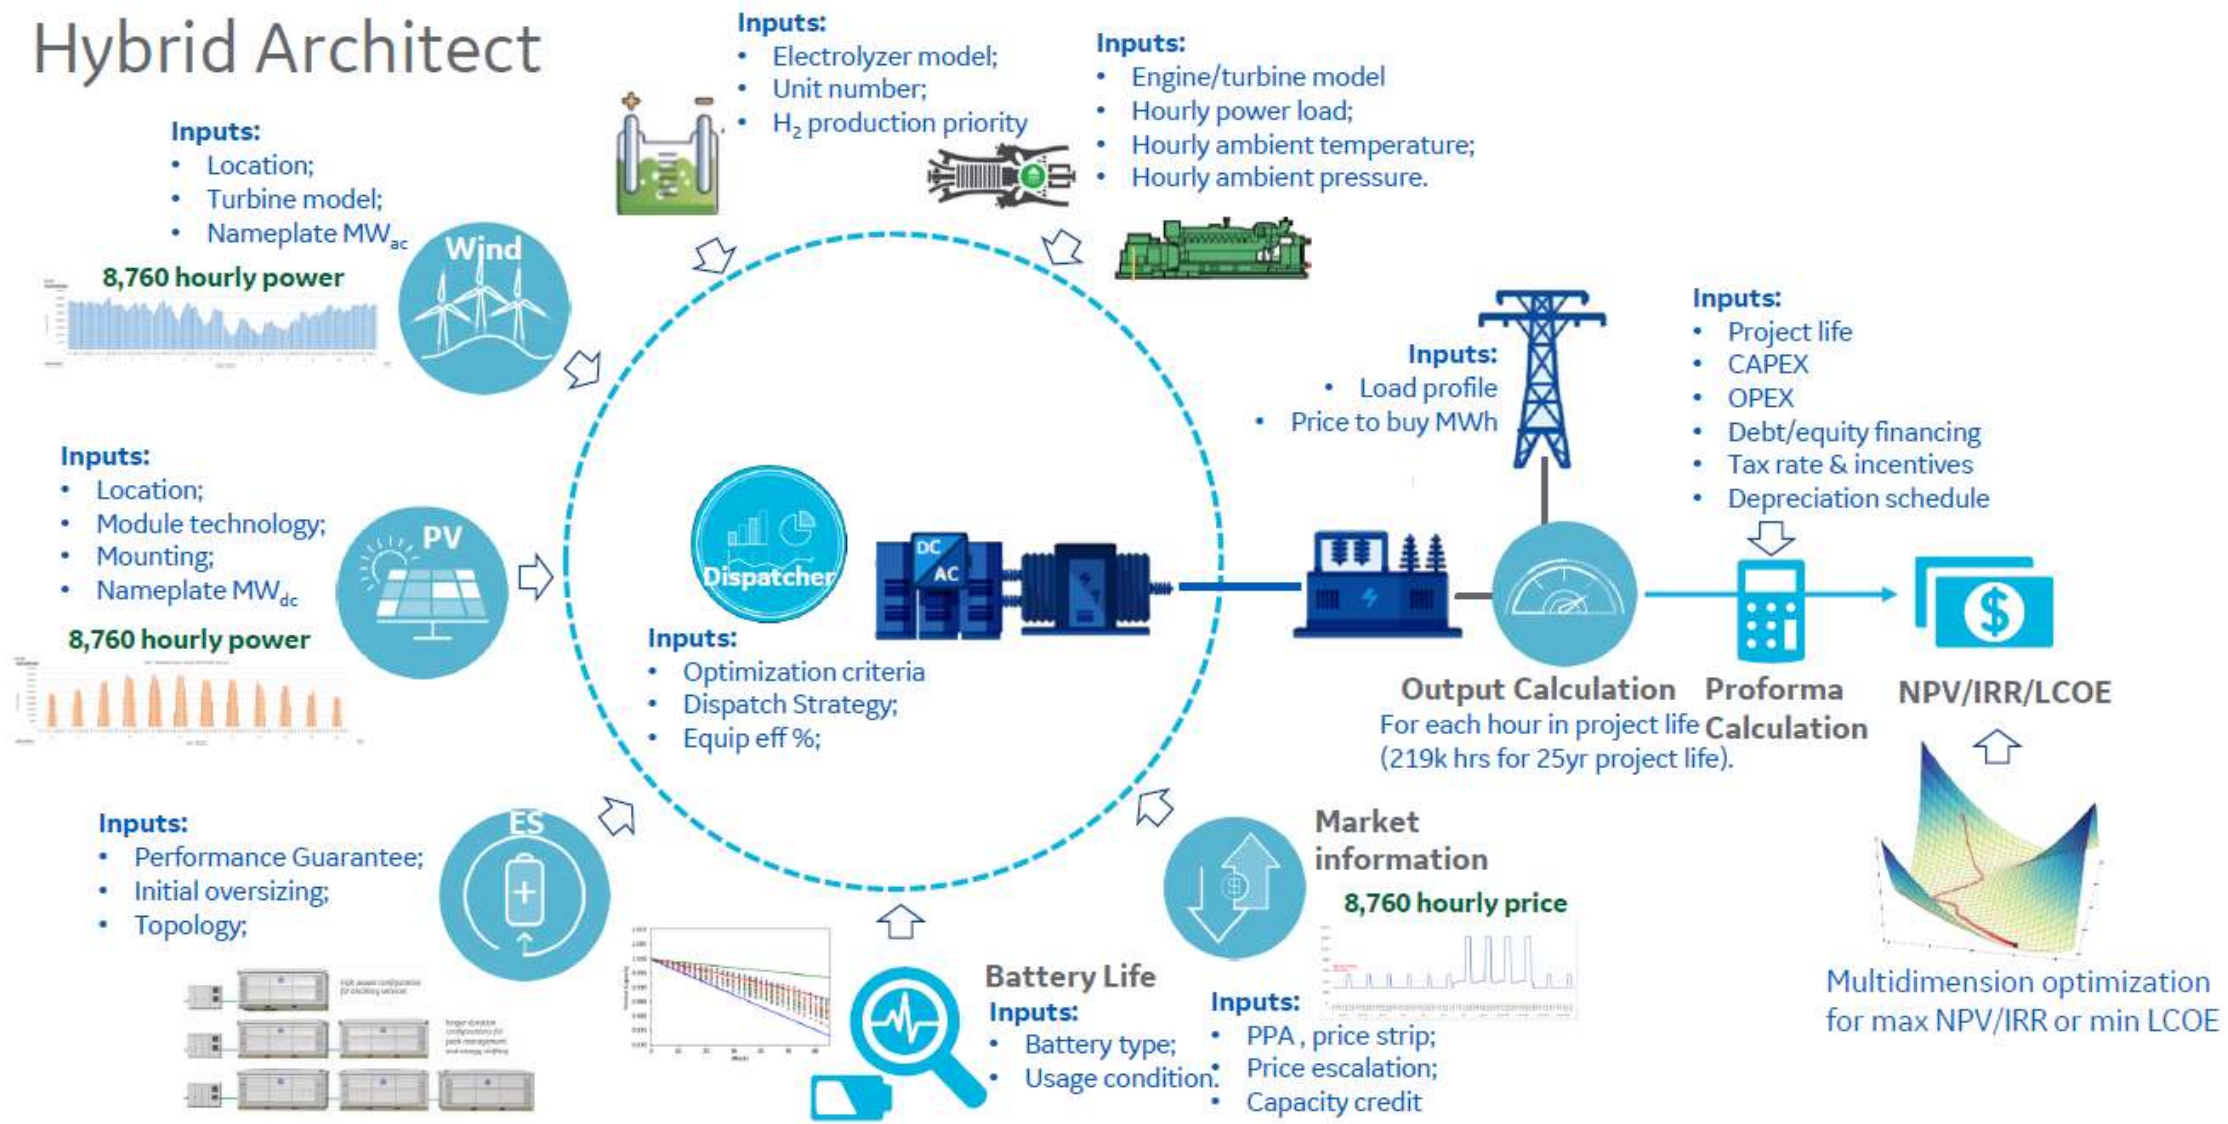 Hybrid Architect
Inputs:
• Location;
• Turbine model;
• Nameplate MWac
8,760 hourly power
Wind
Inputs:
• Electrolyzer model;
• Unit number;
• H2 production priority
Inputs:
• Engine/turbine model
• Hourly power load;
• Hourly ambient temperature;
• Hourly ambient pressure.
Inputs:
• Location;
• Module technology;
• Mounting;
• Nameplate MWdc
8,760 hourly power
PV
Dispatcher
Inputs:
• Optimization criteria
• Dispatch Strategy;
• Equip eff %;
DC
AC
Inputs:
• Load profile
• Price to buy MWh
Inputs:
• Project life
• CAPEX
• OPEX
• Debt/equity financing
• Tax rate & incentives
• Depreciation schedule
$
Output Calculation
For each hour in project life
(219k hrs for 25yr project life).
Proforma
Calculation
NPV/IRR/LCOE
Inputs:
• Performance Guarantee;
• Initial oversizing;
• Topology;
ES
Battery Life
Inputs:
• Battery type;
• Usage condition.
Market
information
8,760 hourly price
Inputs:
• PPA , price strip;
• Price escalation;
• Capacity credit
Multidimension optimization
for max NPV/IRR or min LCOE